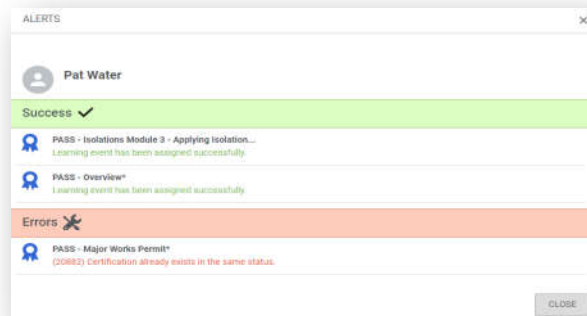 ALERTS
Pat Water
Success
PASS - Isolations Module 3 - Applying Isolation...
Learning event has been assigned successfully.
PASS - Overview*
Learning event has been assigned successfully.
Errors
PASS - Major Works Permit*
(20882) Certification already exists in the same status.
CLOSE